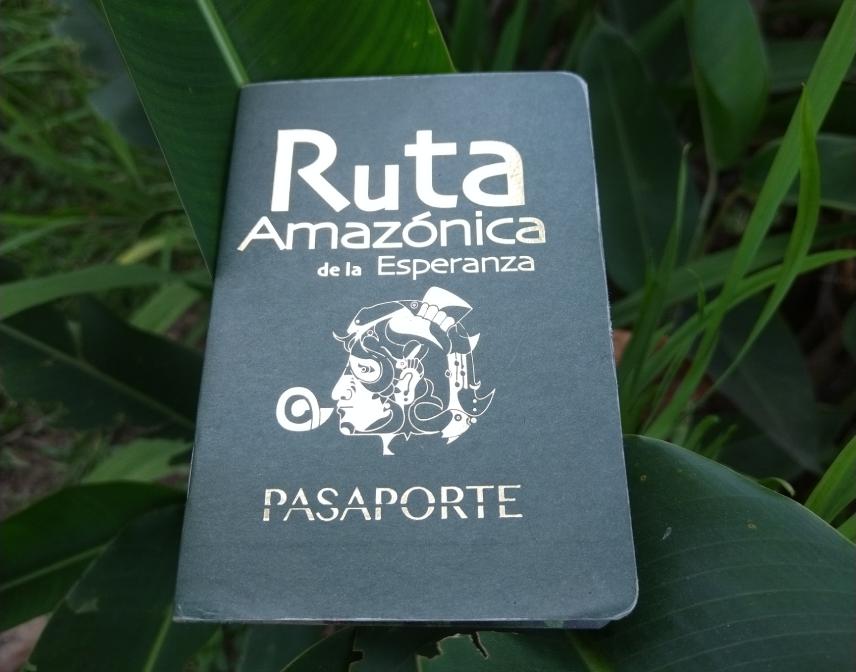 Ruta
Amazónica
de la Esperanza
PASAPORTE